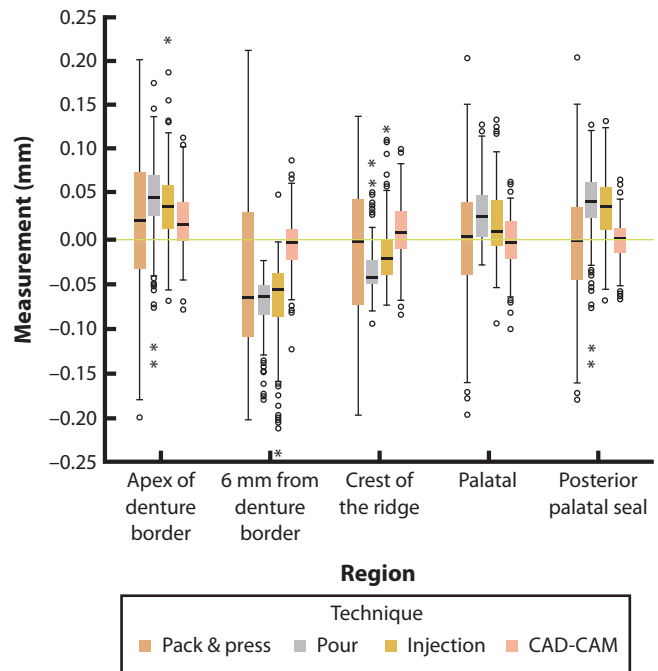 Measurement (mm)
0.25
0.20
0.15
0.10
0.05
0.00
−0.05
−0.10
−0.15
−0.20
−0.25
Apex of
denture
border
6 mm from
denture
border
Crest of
the ridge
Palatal
Posterior
palatal seal
Region
Technique
Pack & press
Pour
Injection
CAD-CAM